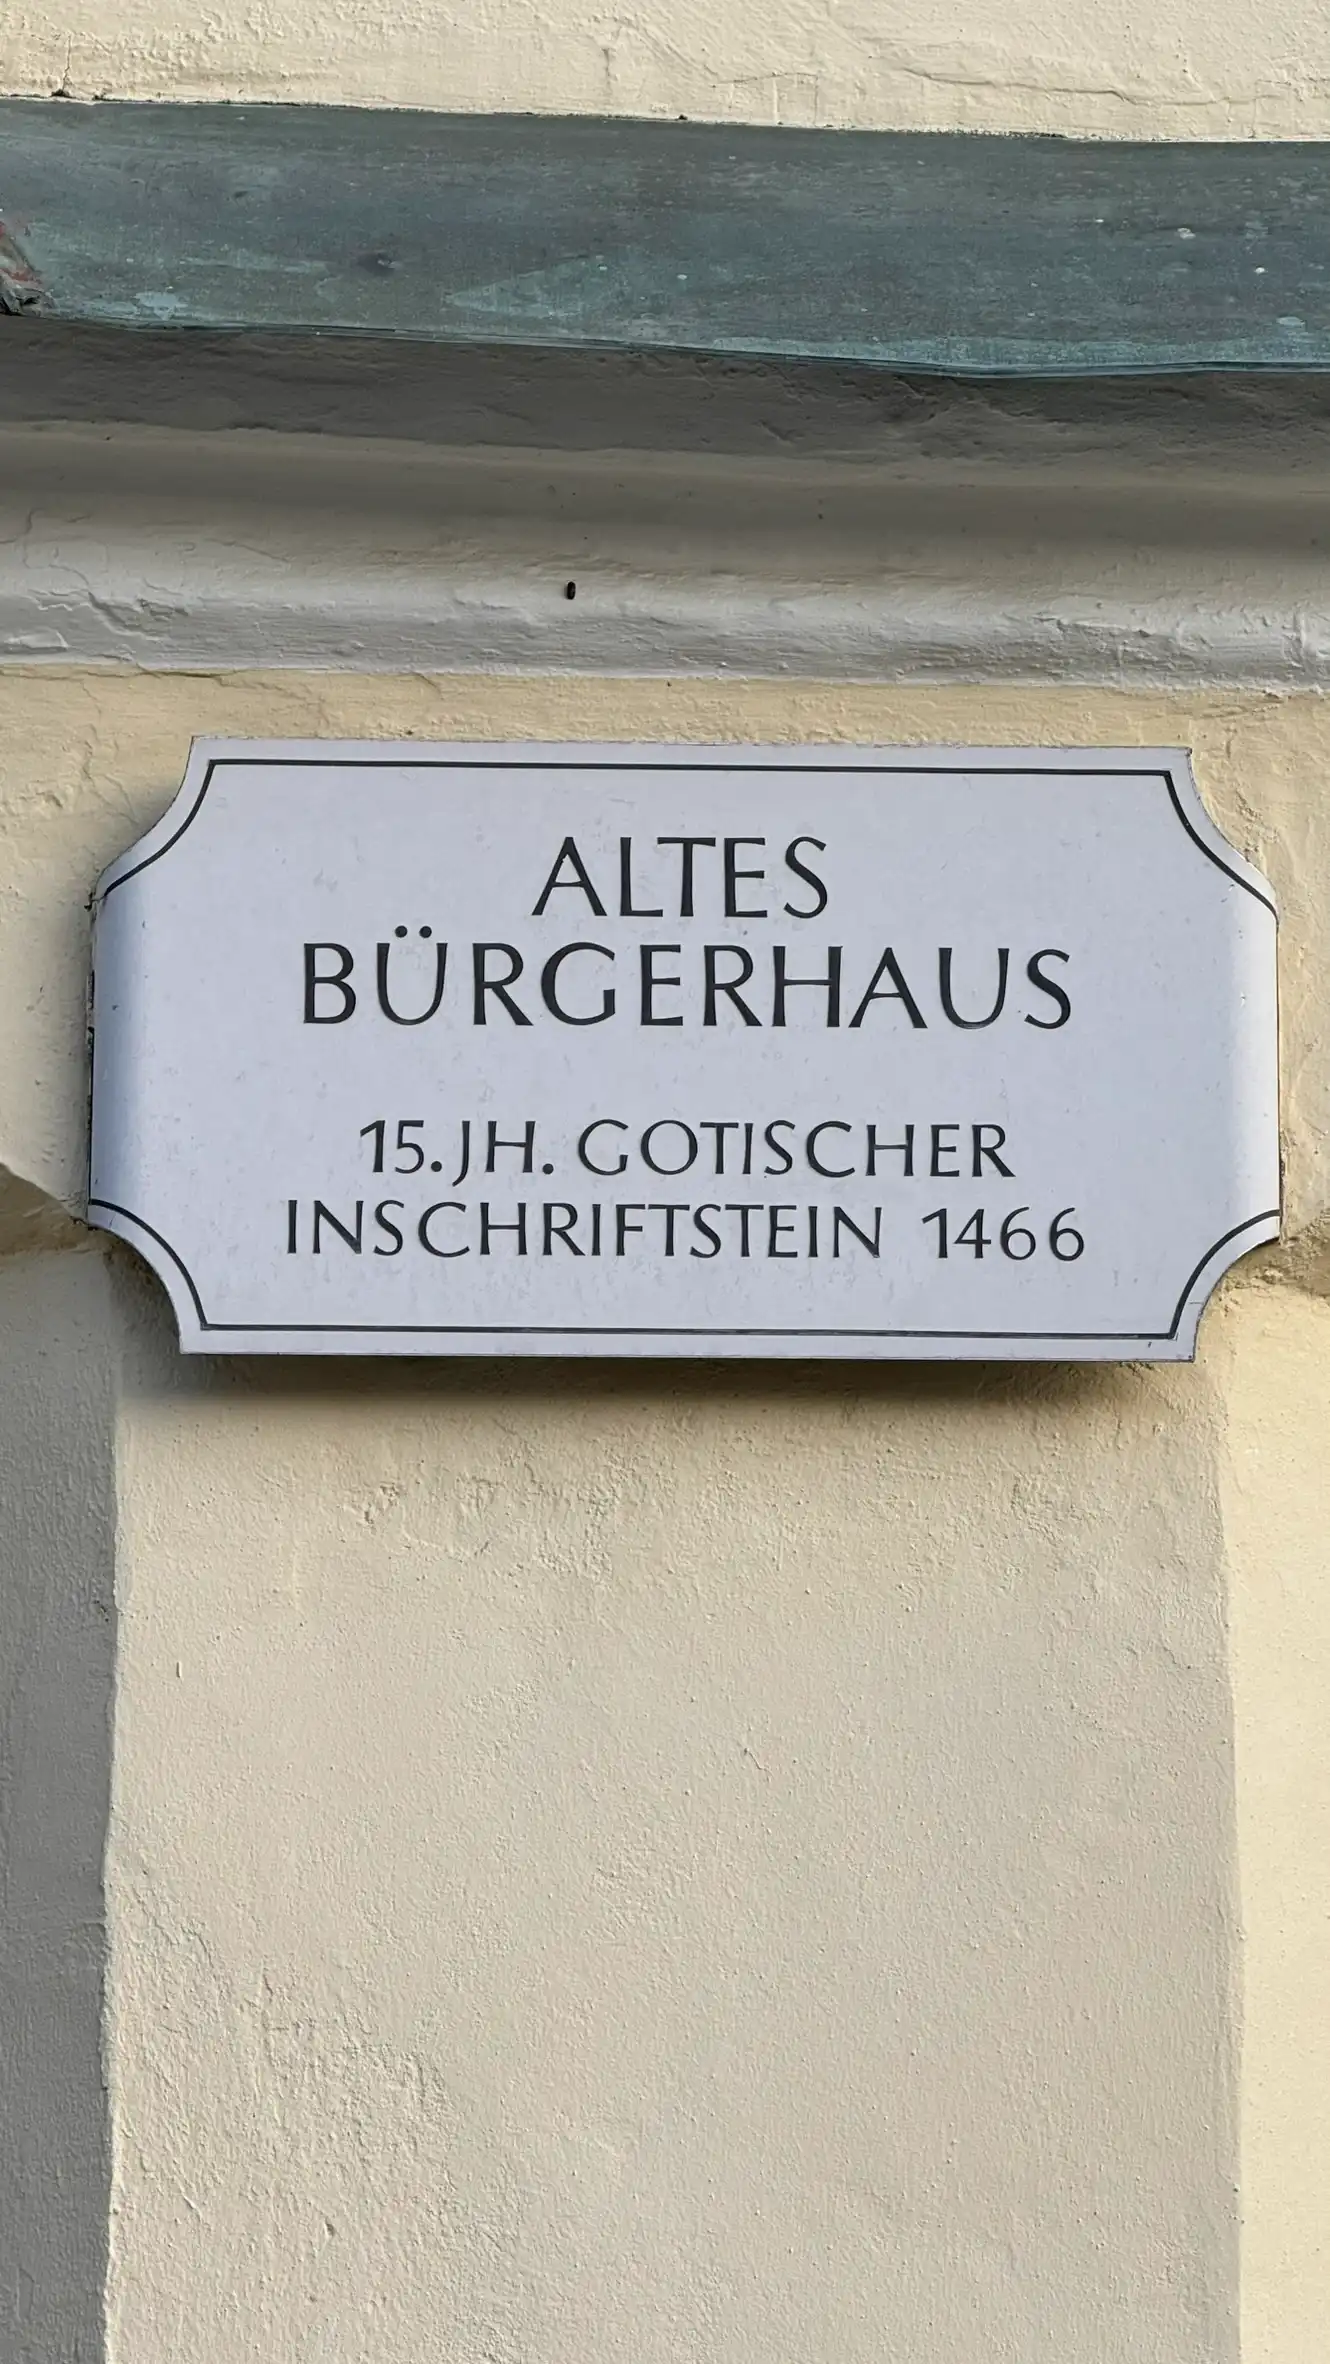 ALTES
BÜRGERHAUS
15. JH. GOTISCHER
INSCHRIFTSTEIN 1466